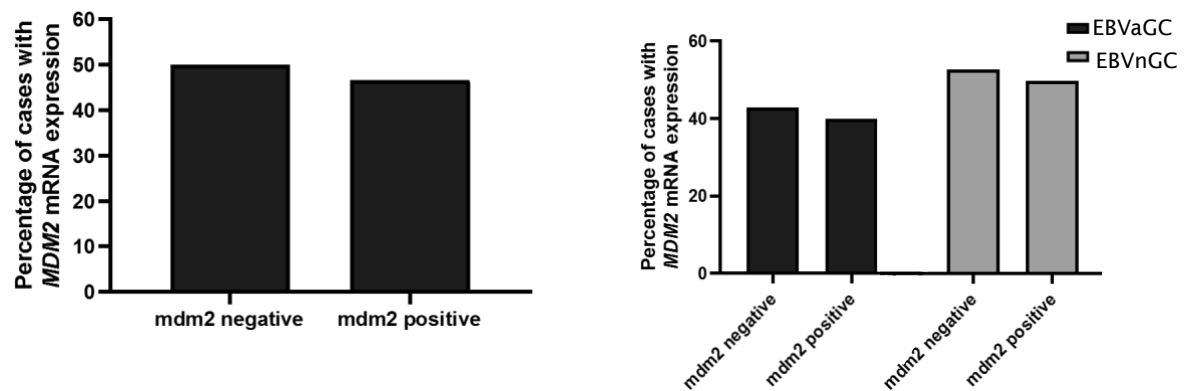 Percentage of cases with
MDM2 mRNA expression
60
50
40
30
20
10
0
mdm2 negative
mdm2 positive
EBVaGC
EBVnGC
Percentage of cases with
MDM2 mRNA expression
60
40
20
0
mdm2 negative
mdm2 positive
mdm2 negative
mdm2 positive